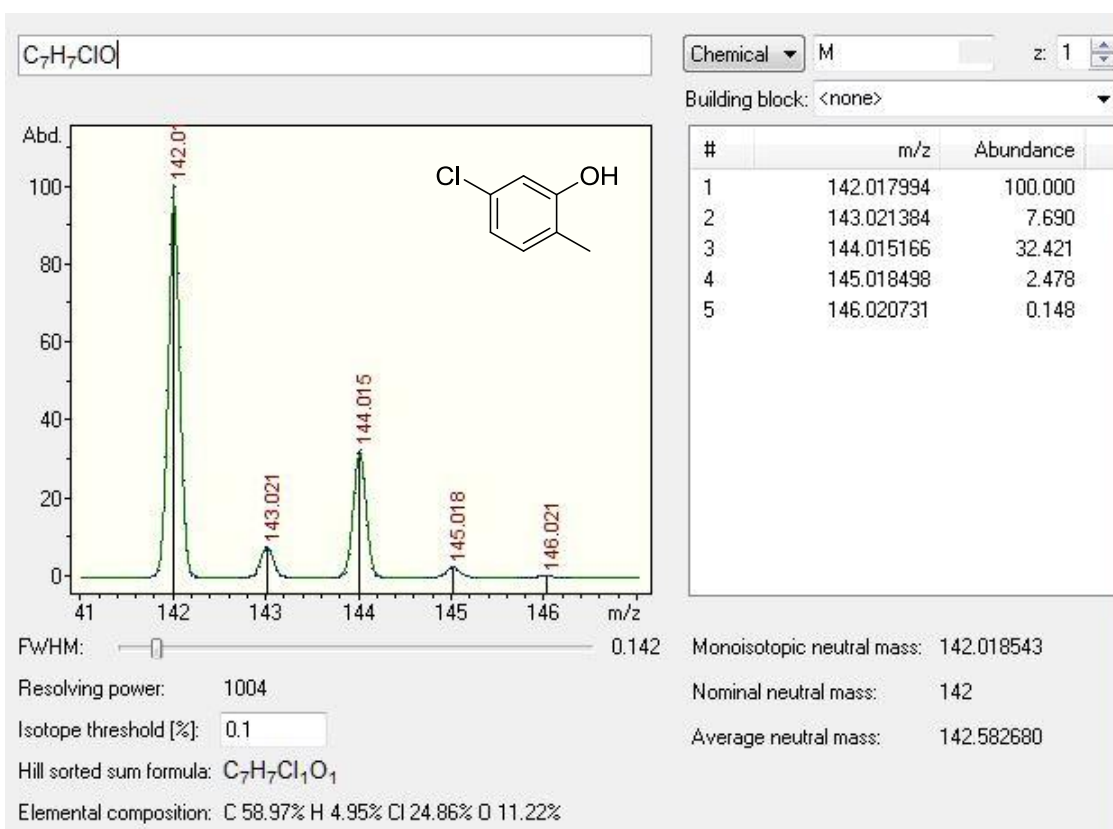 C₇H₇ClO
Chemical M z: 1
Building block: <none>
Abd.
100
80
60
40
20
0
142.01
143.021
144.015
145.018
146.021
Cl OH
41 142 143 144 145 146 m/z
# m/z Abundance
1 142.017994 100.000
2 143.021384 7.690
3 144.015166 32.421
4 145.018498 2.478
5 146.020731 0.148
FWHM: 0.142
Resolving power: 1004
Isotope threshold [%]: 0.1
Hill sorted sum formula: C₇H₇Cl₁O₁
Elemental composition: C 58.97% H 4.95% Cl 24.86% O 11.22%
Monoisotopic neutral mass: 142.018543
Nominal neutral mass: 142
Average neutral mass: 142.582680